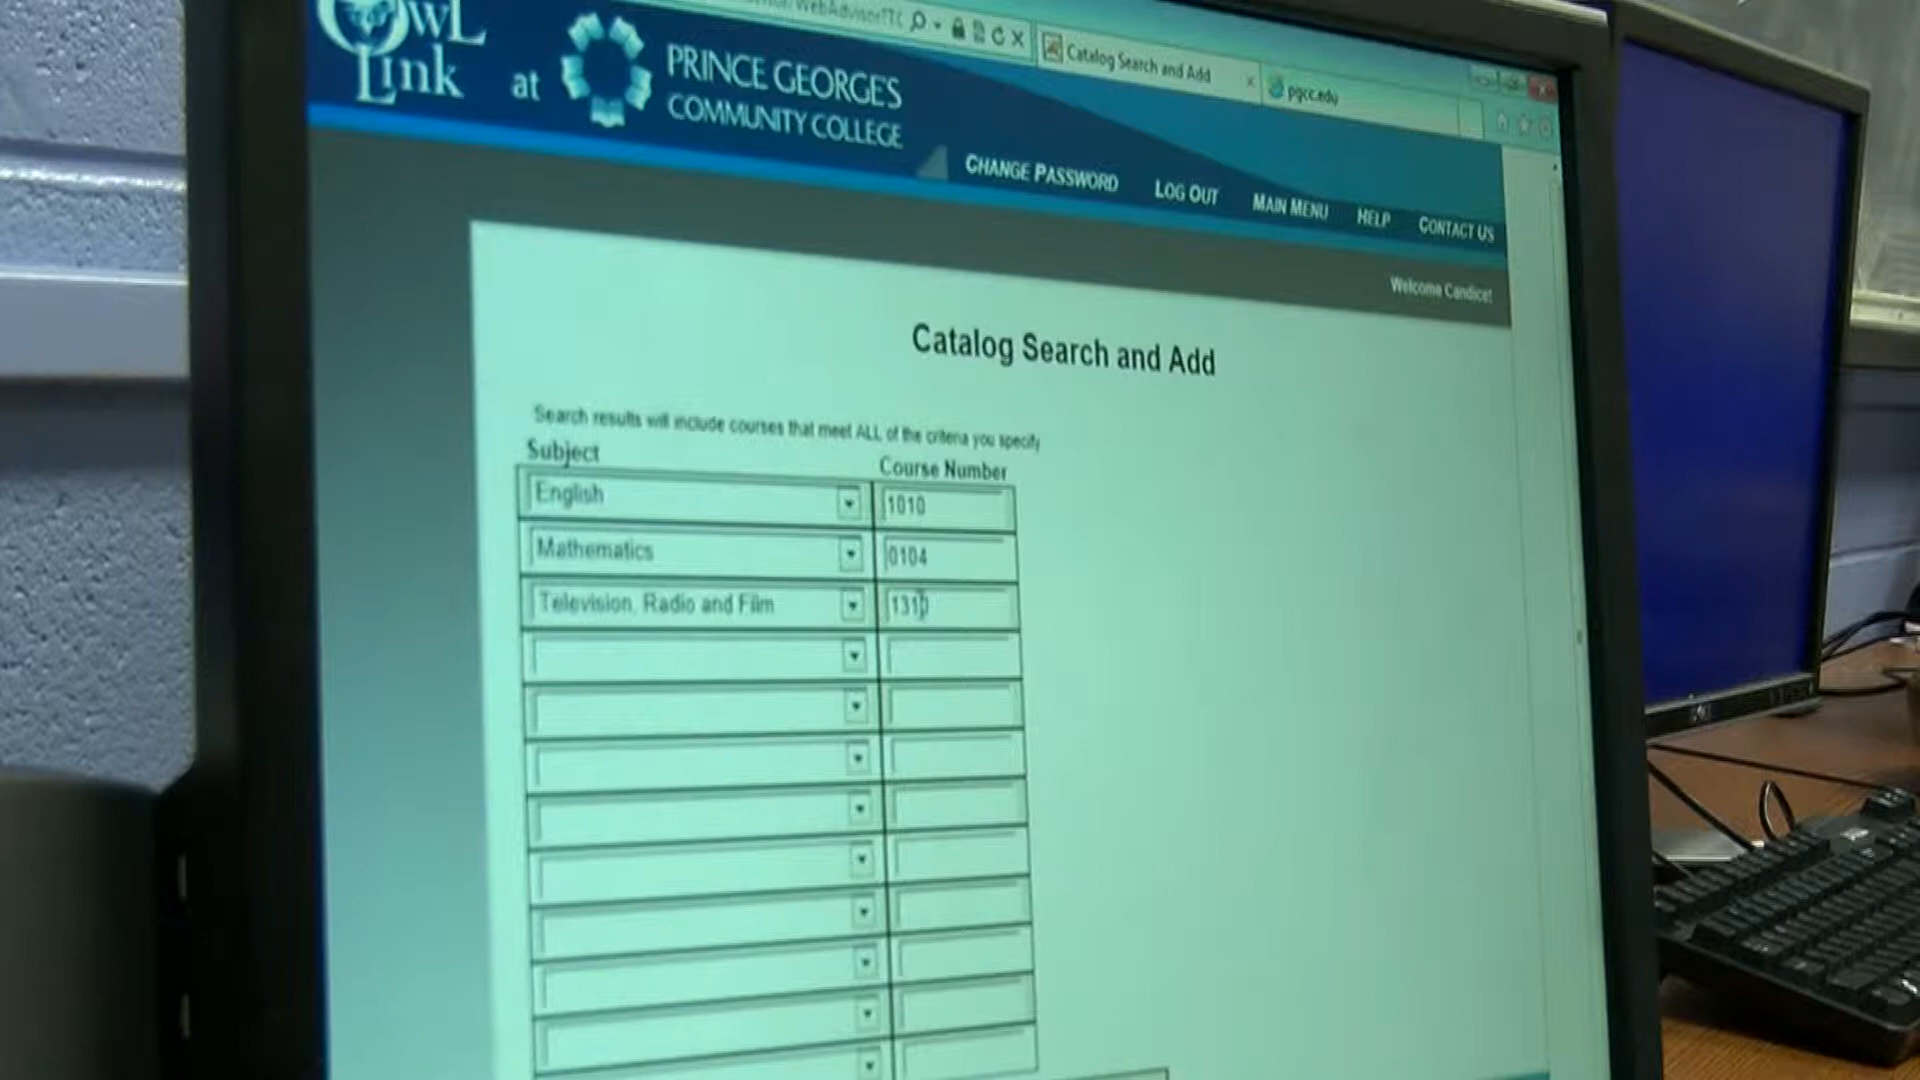 OWL Link at PRINCE GEORGE'S COMMUNITY COLLEGE
Catalog Search and Add
pgcc.edu
CHANGE PASSWORD LOG OUT MAIN MENU HELP CONTACT US
Welcome Candice!
Catalog Search and Add
Search results will include courses that meet ALL of the criteria you specify
Subject Course Number
English 1010
Mathematics 0104
Television, Radio and Film 1310